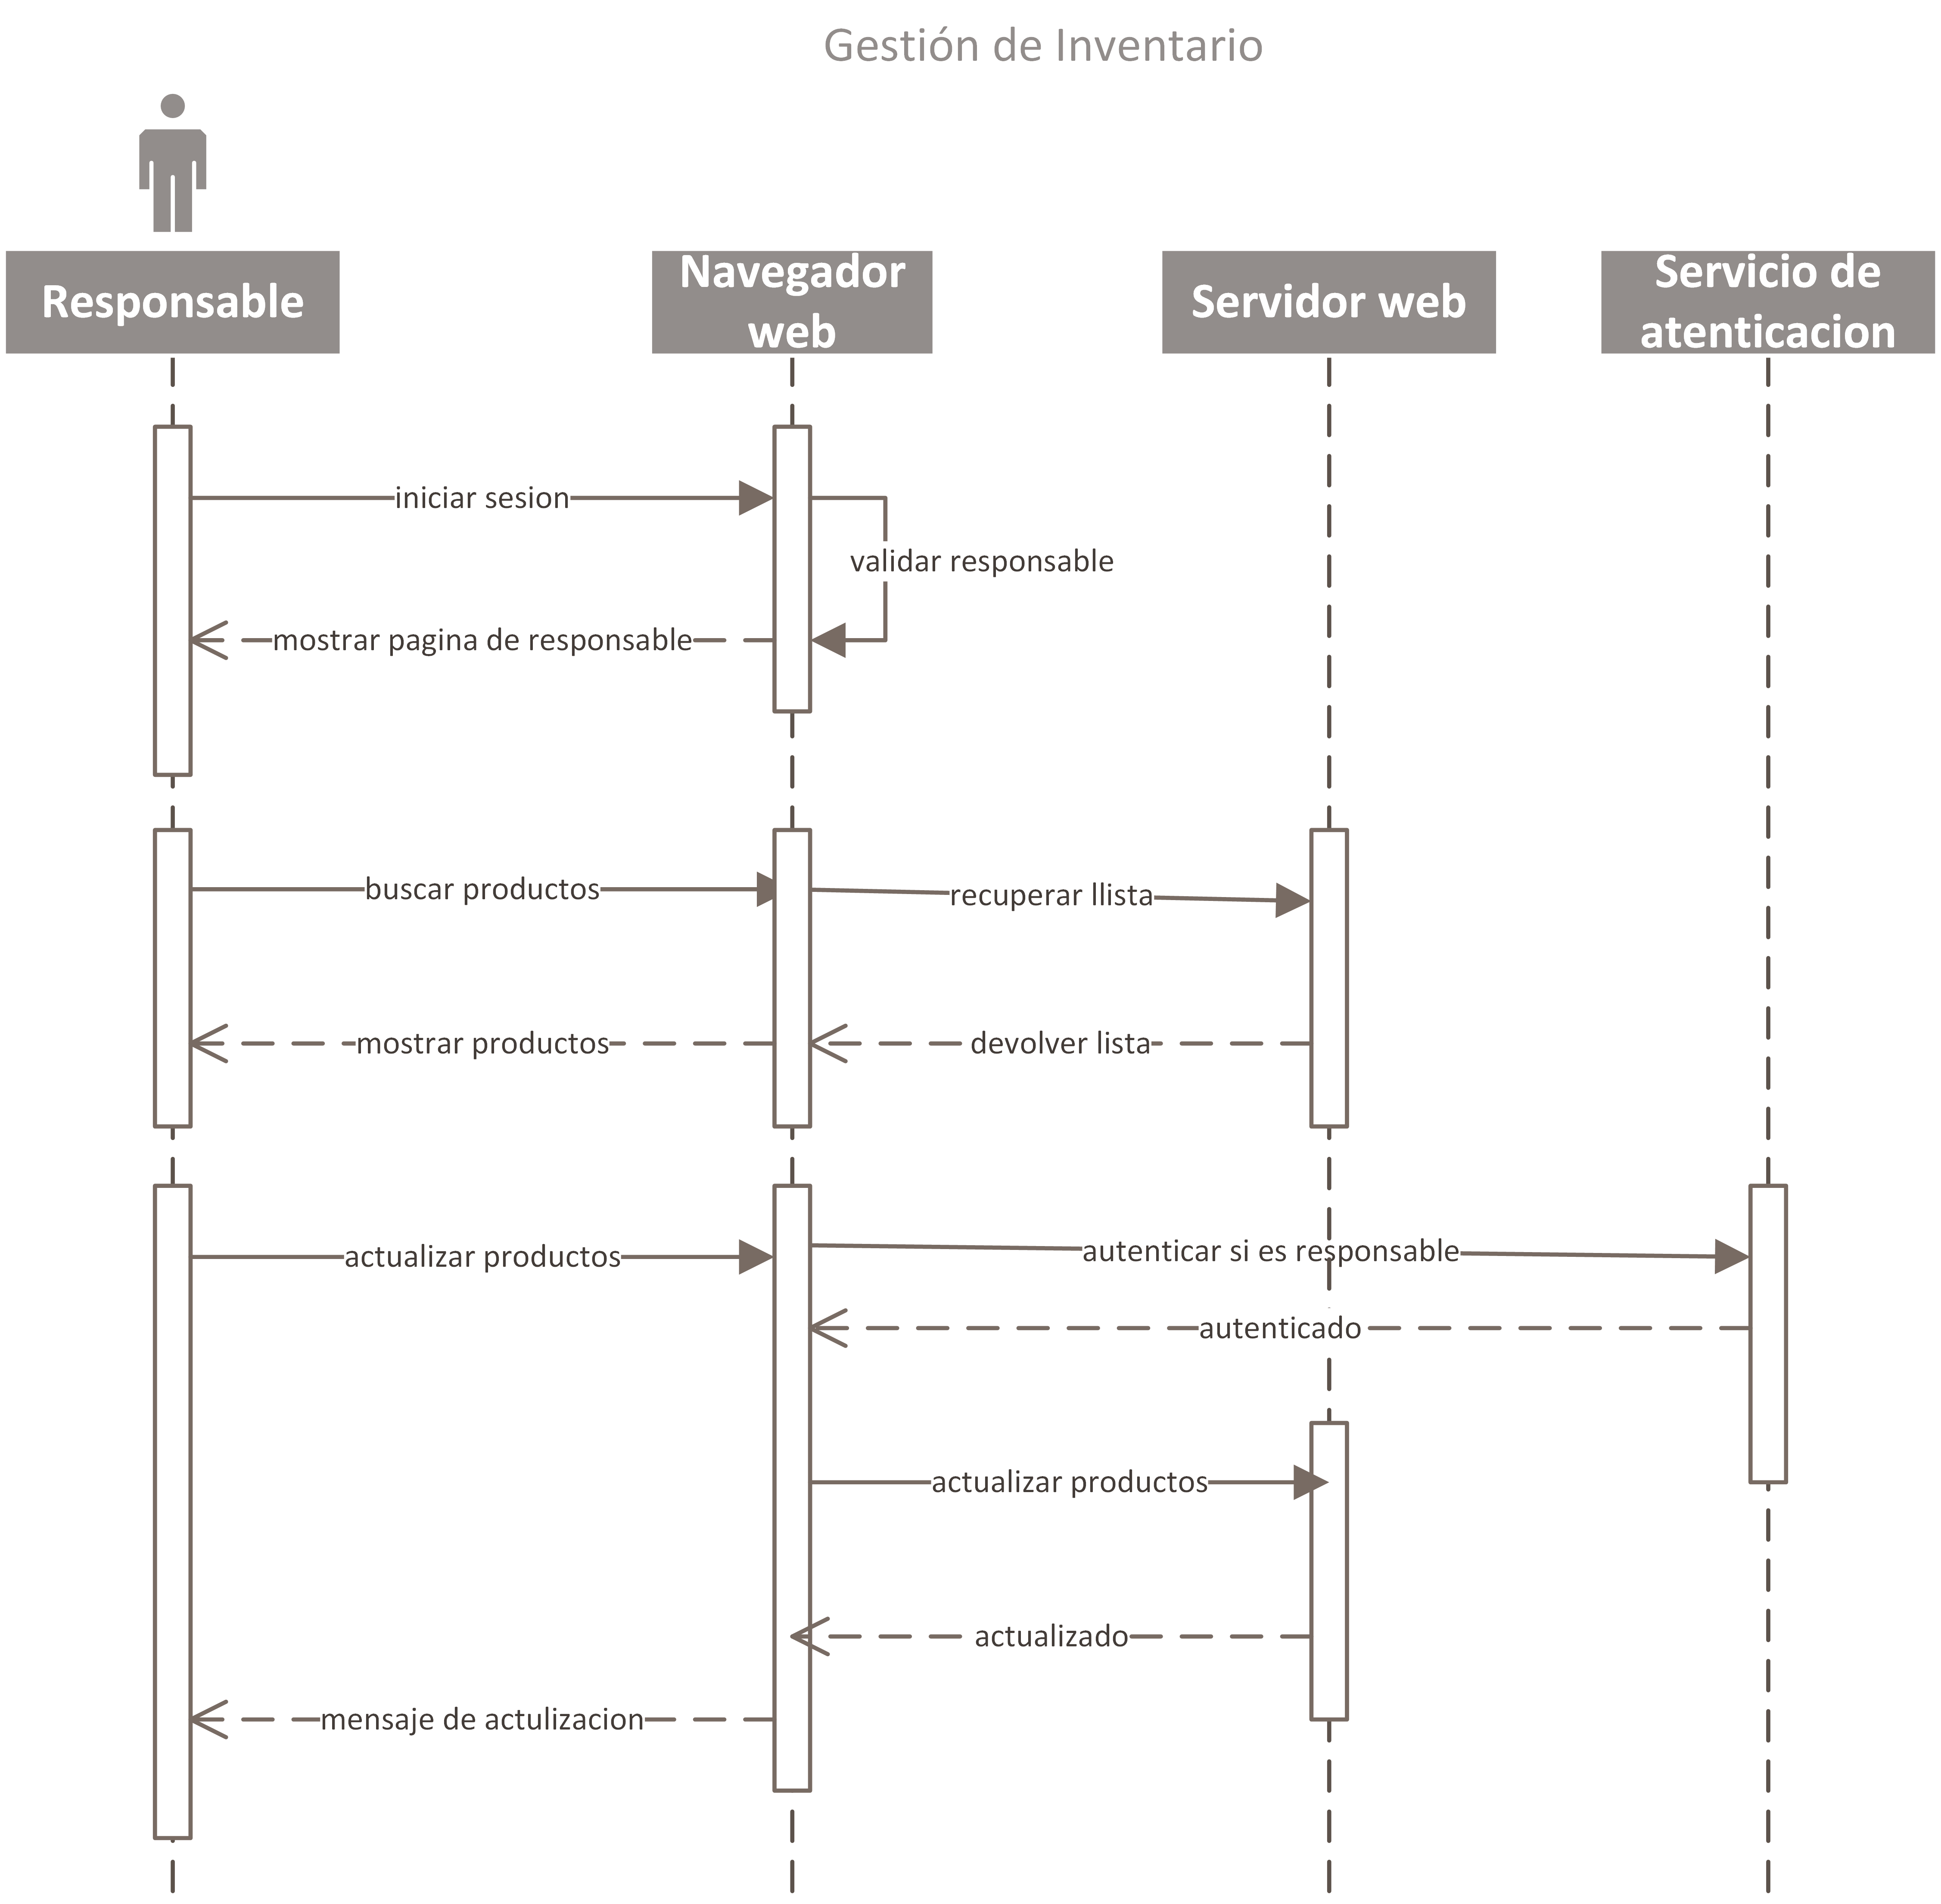 Gestión de Inventario
Responsable
Navegador
web
Servidor web
Servicio de
atenticacion
iniciar sesion
validar responsable
mostrar pagina de responsable
buscar productos
recuperar llista
mostrar productos
devolver lista
actualizar productos
autenticar si es responsable
autenticado
actualizar productos
actualizado
mensaje de actulizacion